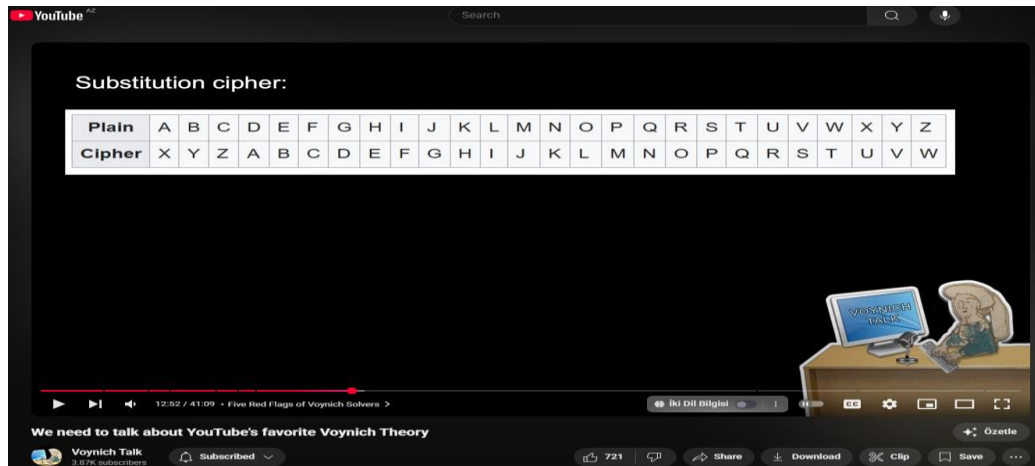 YouTube AZ
Search
Substitution cipher:
Plain A B C D E F G H I J K L M N O P Q R S T U V W X Y Z
Cipher X Y Z A B C D E F G H I J K L M N O P Q R S T U V W
VOYNICH
TALK
12:52 / 41:09 • Five Red Flags of Voynich Solvers >
İki Dil Bilgisi
CC
We need to talk about YouTube's favorite Voynich Theory
Özetle
Voynich Talk
3.87K subscribers
Subscribed
721
Share
Download
Clip
Save